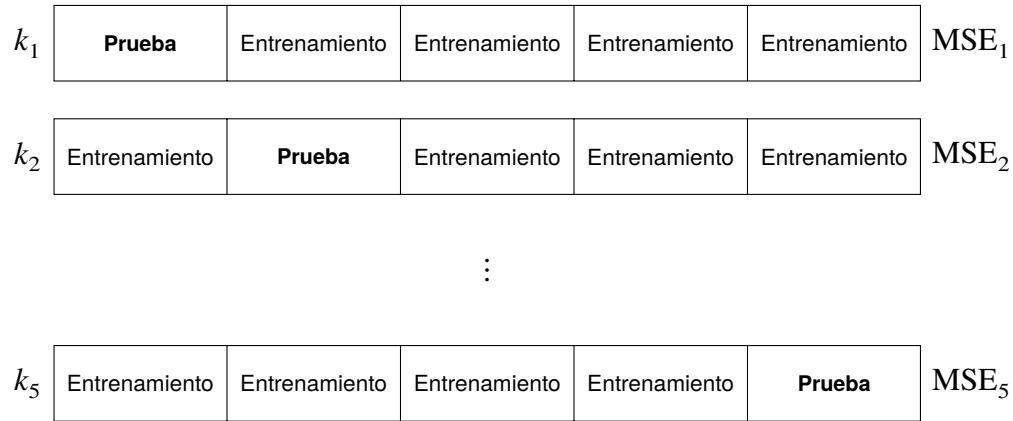 k₁ Prueba Entrenamiento Entrenamiento Entrenamiento Entrenamiento MSE₁
k₂ Entrenamiento Prueba Entrenamiento Entrenamiento Entrenamiento MSE₂
⋮
k₅ Entrenamiento Entrenamiento Entrenamiento Entrenamiento Prueba MSE₅